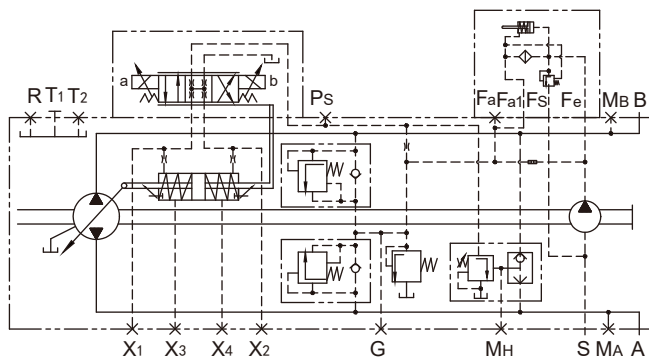 a b
R T1 T2 PS Fa Fa1 FS Fe MB B
X1 X3 X4 X2 G MH S MA A